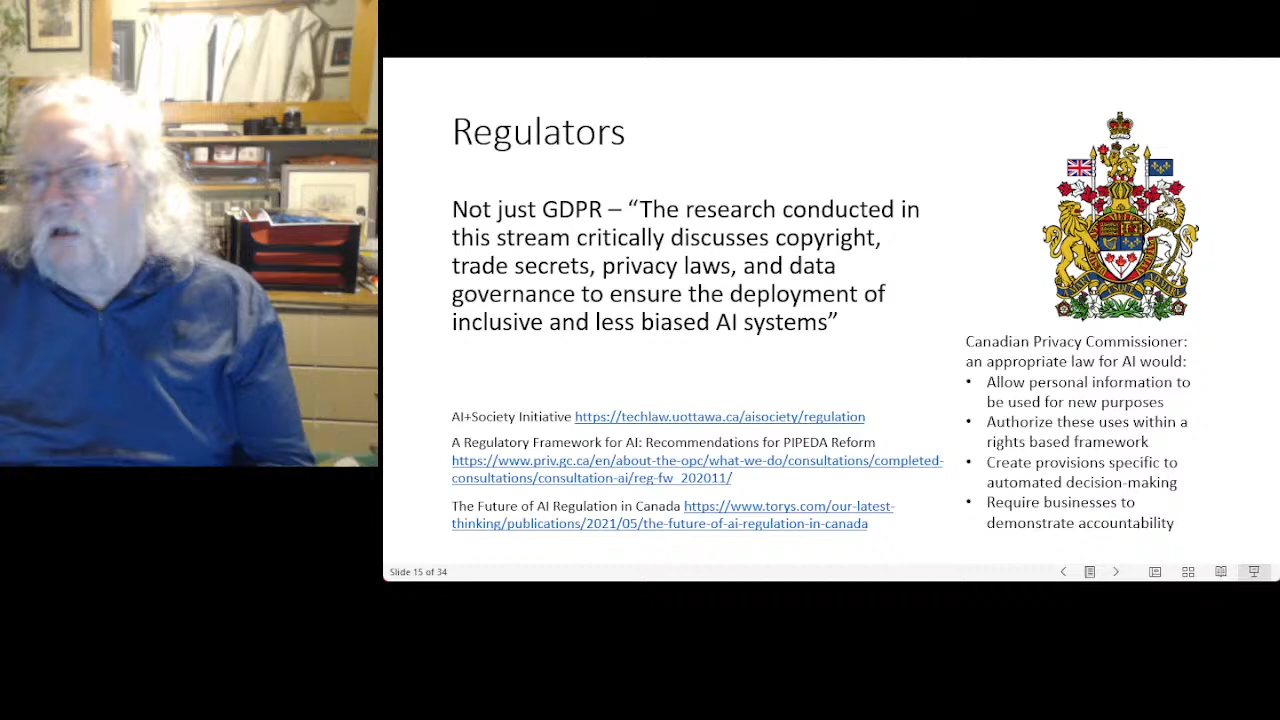 Regulators
Not just GDPR – “The research conducted in
this stream critically discusses copyright,
trade secrets, privacy laws, and data
governance to ensure the deployment of
inclusive and less biased AI systems”
AI+Society Initiative https://techlaw.uottawa.ca/aisociety/regulation
A Regulatory Framework for AI: Recommendations for PIPEDA Reform
https://www.priv.gc.ca/en/about-the-opc/what-we-do/consultations/completed-
consultations/consultation-ai/reg-fw_202011/
The Future of AI Regulation in Canada https://www.torys.com/our-latest-
thinking/publications/2021/05/the-future-of-ai-regulation-in-canada
Canadian Privacy Commissioner:
an appropriate law for AI would:
• Allow personal information to
be used for new purposes
• Authorize these uses within a
rights based framework
• Create provisions specific to
automated decision-making
• Require businesses to
demonstrate accountability
Slide 15 of 34